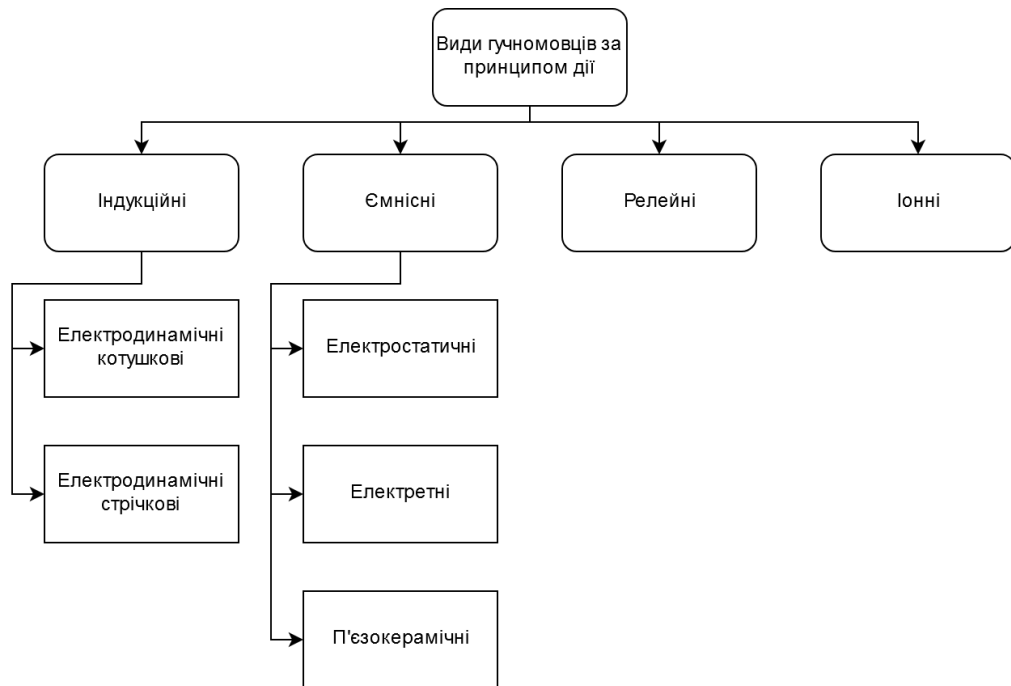 Види гучномовців за
принципом дії
Індукційні
Ємнісні
Релейні
Іонні
Електродинамічні
котушкові
Електростатичні
Електродинамічні
стрічкові
Електретні
П'єзокерамічні